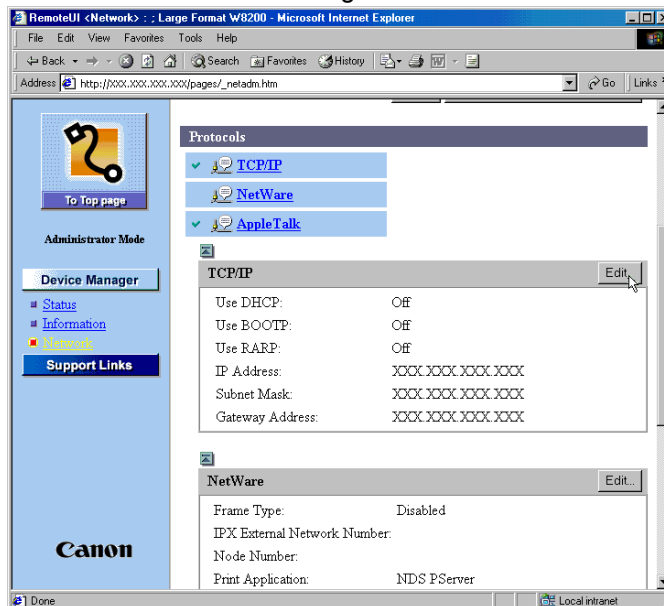 RemoteUI <Network> : ; Large Format W8200 - Microsoft Internet Explorer
File Edit View Favorites Tools Help
Back Search Favorites History
Address http://XXX.XXX.XXX.XXX/pages/_netadm.htm Go Links
To Top page
Administrator Mode
Device Manager
Status
Information
Network
Support Links
Canon
Protocols
TCP/IP
NetWare
AppleTalk
TCP/IP Edit...
Use DHCP: Off
Use BOOTP: Off
Use RARP: Off
IP Address: XXX.XXX.XXX.XXX
Subnet Mask: XXX.XXX.XXX.XXX
Gateway Address: XXX.XXX.XXX.XXX
NetWare Edit...
Frame Type: Disabled
IPX External Network Number:
Node Number:
Print Application: NDS PServer
Done Local intranet